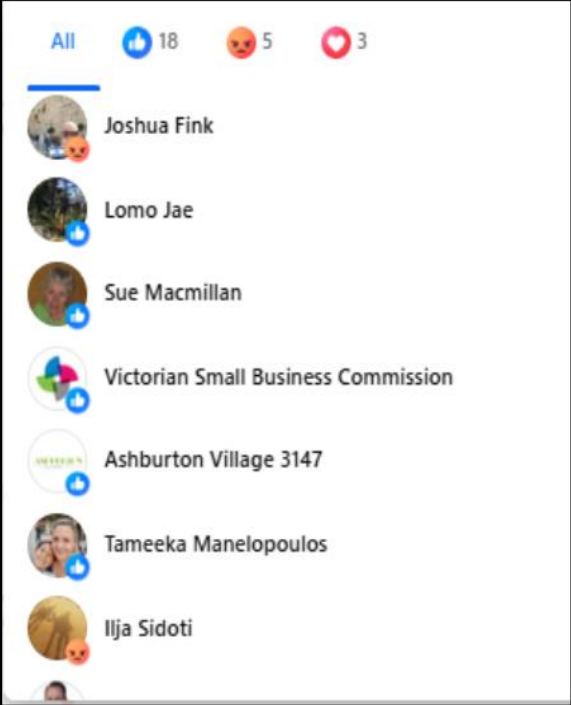 All 18 5 3
Joshua Fink
Lomo Jae
Sue Macmillan
Victorian Small Business Commission
Ashburton Village 3147
Tameeka Manelopoulos
Ilja Sidoti